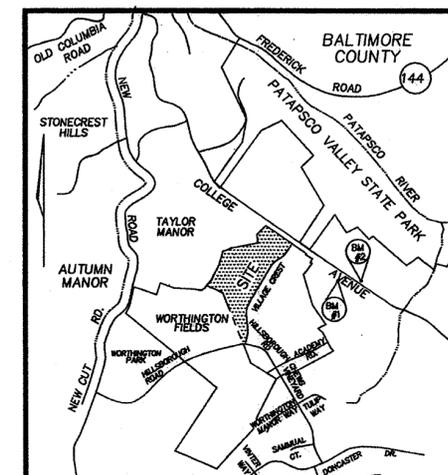 OLD COLUMBIA
ROAD
FREDERICK
ROAD
BALTIMORE
COUNTY
144
NEW
STONECREST
HILLS
PATAPSCO
RIVER
PATAPSCO VALLEY STATE PARK
COLLEGE
AVENUE
ROAD
TAYLOR
MANOR
BM
#2
SITE
AUTUMN
MANOR
VILLAGE CREST
BM
#1
WORTHINGTON
FIELDS
NEW CUT RD.
WORTHINGTON
PARK
HILLSBOROUGH
ROAD
HILLSBOROUGH
RD.
ACADEMY
RD.
VINEYARD
WORTHINGTON
MANOR WAY
TULIP
WAY
SAMMUAL
CT.
WAY
DONCASTER DR.